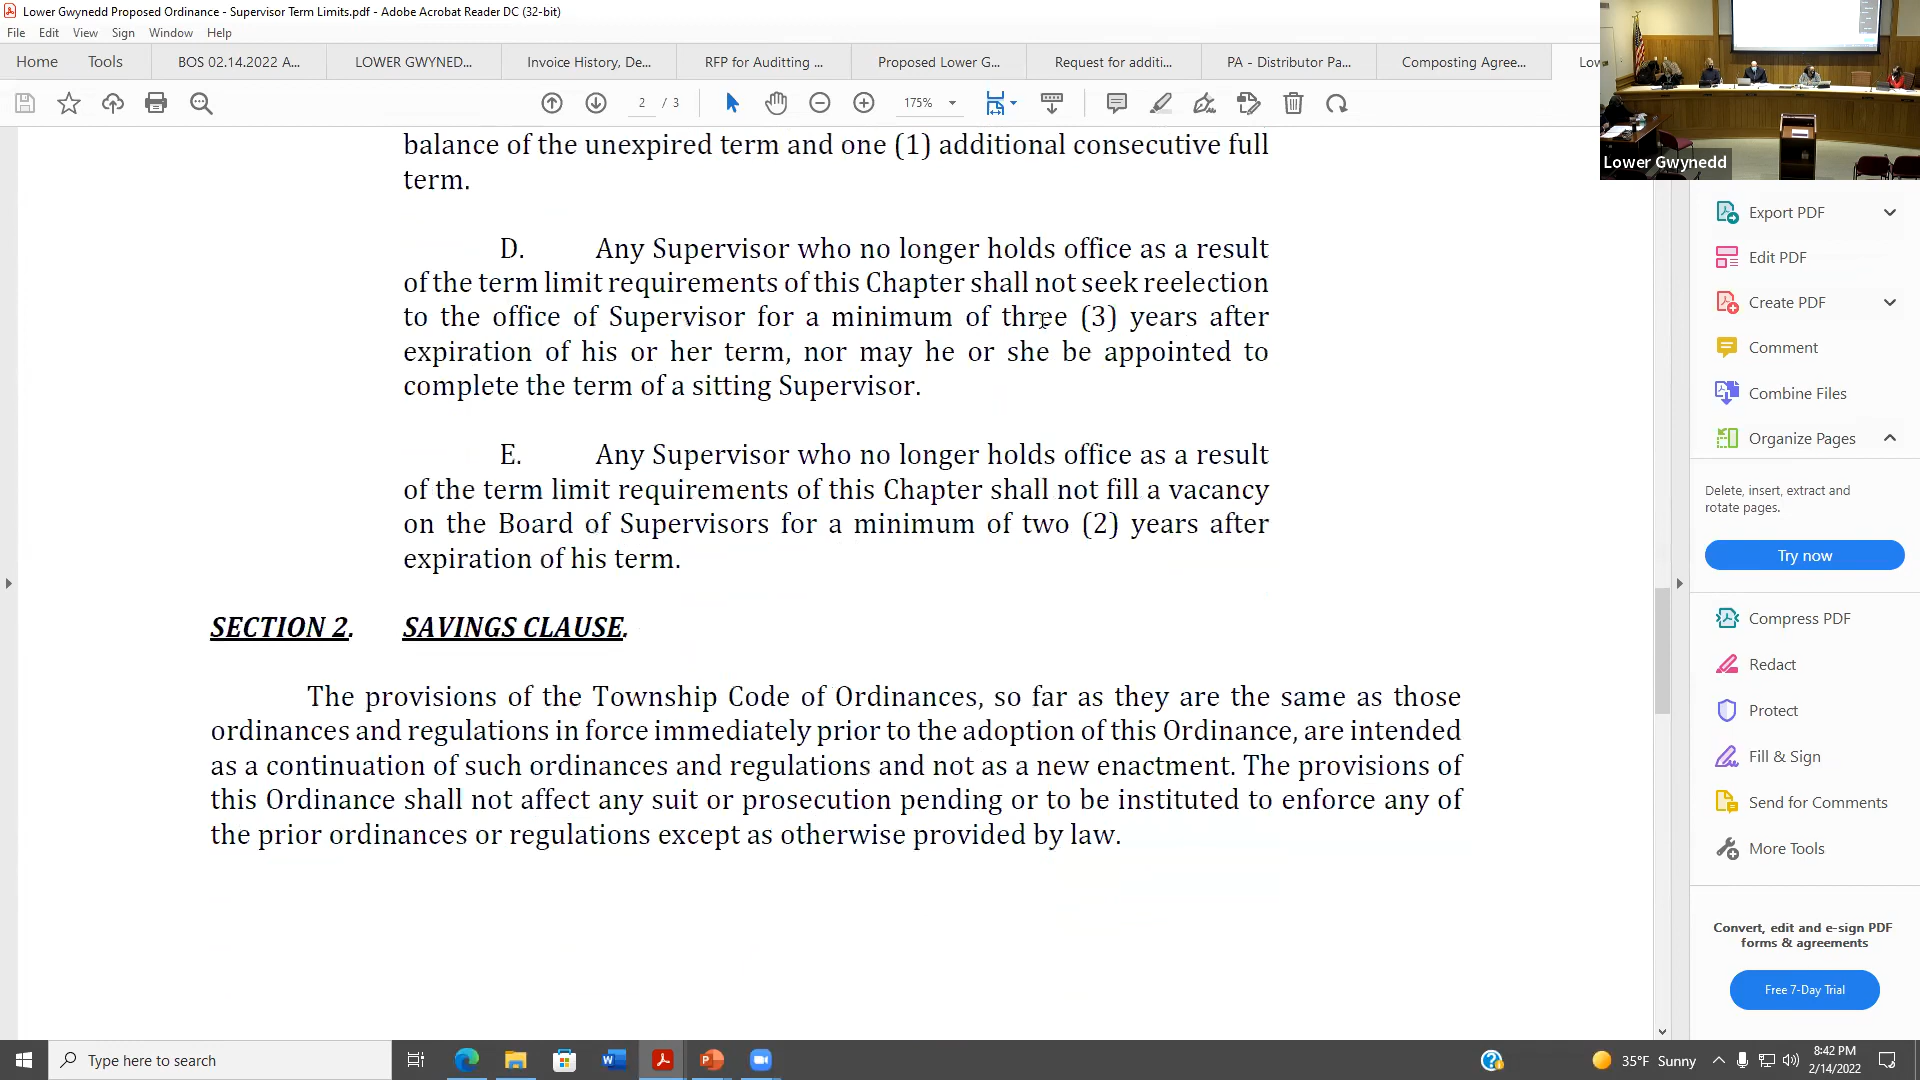 Lower Gwynedd Proposed Ordinance - Supervisor Term Limits.pdf - Adobe Acrobat Reader DC (32-bit)
File Edit View Sign Window Help
Home Tools BOS 02.14.2022 A... LOWER GWYNED... Invoice History, De... RFP for Auditting ... Proposed Lower G... Request for additi... PA - Distributor Pa... Composting Agree... Lov
2 / 3 175%
Lower Gwynedd
balance of the unexpired term and one (1) additional consecutive full
term.
D. Any Supervisor who no longer holds office as a result
of the term limit requirements of this Chapter shall not seek reelection
to the office of Supervisor for a minimum of three (3) years after
expiration of his or her term, nor may he or she be appointed to
complete the term of a sitting Supervisor.
E. Any Supervisor who no longer holds office as a result
of the term limit requirements of this Chapter shall not fill a vacancy
on the Board of Supervisors for a minimum of two (2) years after
expiration of his term.
SECTION 2. SAVINGS CLAUSE.
The provisions of the Township Code of Ordinances, so far as they are the same as those
ordinances and regulations in force immediately prior to the adoption of this Ordinance, are intended
as a continuation of such ordinances and regulations and not as a new enactment. The provisions of
this Ordinance shall not affect any suit or prosecution pending or to be instituted to enforce any of
the prior ordinances or regulations except as otherwise provided by law.
Export PDF
Edit PDF
Create PDF
Comment
Combine Files
Organize Pages
Delete, insert, extract and
rotate pages.
Try now
Compress PDF
Redact
Protect
Fill & Sign
Send for Comments
More Tools
Convert, edit and e-sign PDF
forms & agreements
Free 7-Day Trial
Type here to search
35°F Sunny
8:42 PM
2/14/2022